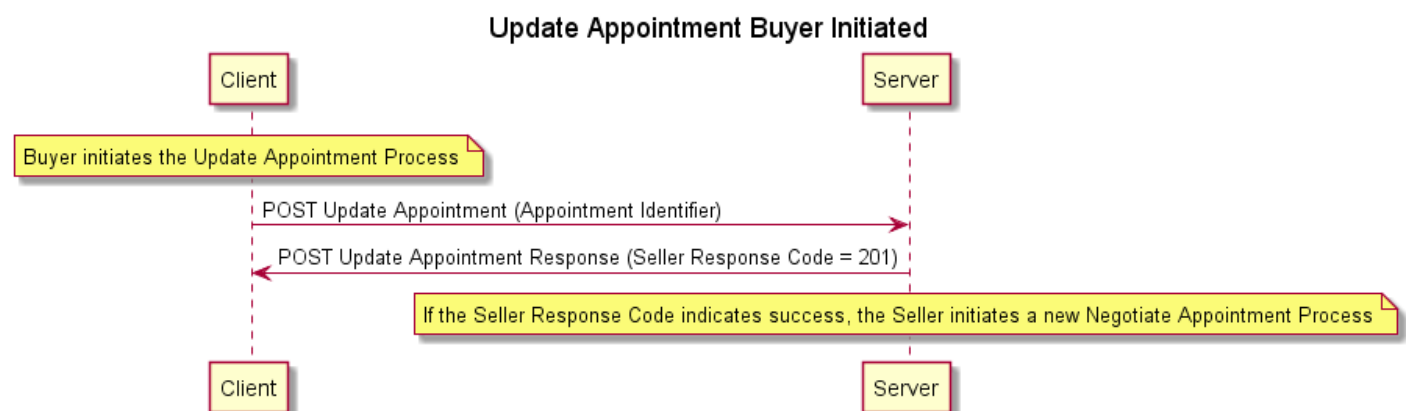 Update Appointment Buyer Initiated
Client
Server
Buyer initiates the Update Appointment Process
POST Update Appointment (Appointment Identifier)
POST Update Appointment Response (Seller Response Code = 201)
If the Seller Response Code indicates success, the Seller initiates a new Negotiate Appointment Process
Client
Server